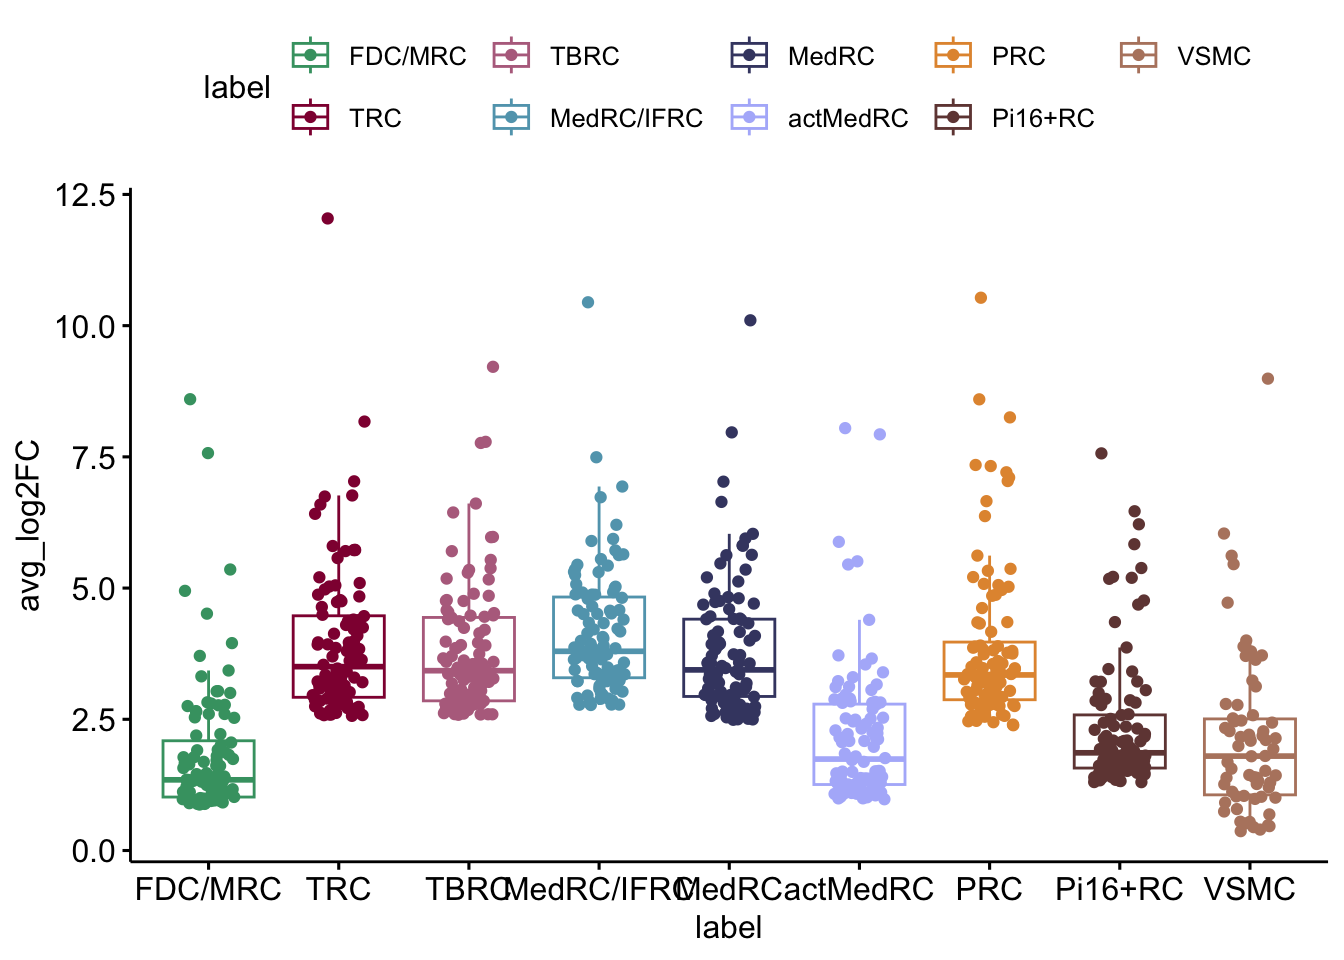 label
FDC/MRC TBRC MedRC PRC VSMC
TRC MedRC/IFRC actMedRC Pi16+RC
12.5
10.0
7.5
5.0
2.5
0.0
avg_log2FC
FDC/MRC TRC TBRC MedRC/IFRC MedRC actMedRC PRC Pi16+RC VSMC
label